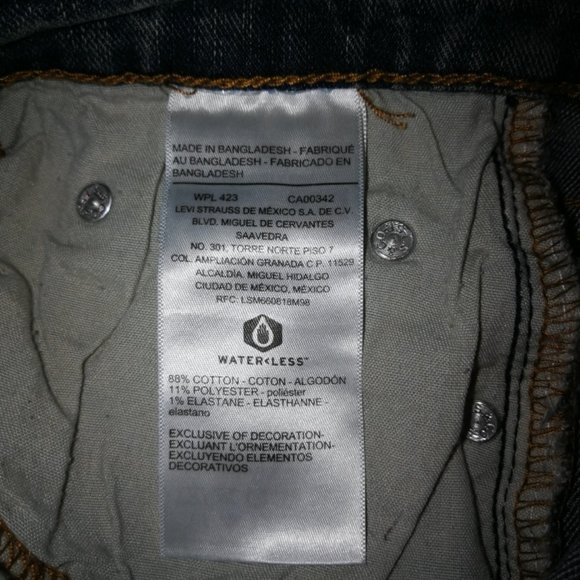 MADE IN BANGLADESH - FABRIQUÉ
AU BANGLADESH - FABRICADO EN
BANGLADESH
WPL 423 CA00342
LEVI STRAUSS DE MÉXICO S.A. DE C.V.
BLVD. MIGUEL DE CERVANTES
SAAVEDRA
NO. 301, TORRE NORTE PISO 7
COL. AMPLIACIÓN GRANADA C.P. 11529
ALCALDÍA. MIGUEL HIDALGO
CIUDAD DE MÉXICO, MÉXICO
RFC: LSM660818M98
WATER<LESS™
88% COTTON - COTON - ALGODÓN
11% POLYESTER - poliéster
1% ELASTANE - ELASTHANNE -
elastano
EXCLUSIVE OF DECORATION-
EXCLUANT L'ORNEMENTATION-
EXCLUYENDO ELEMENTOS
DECORATIVOS